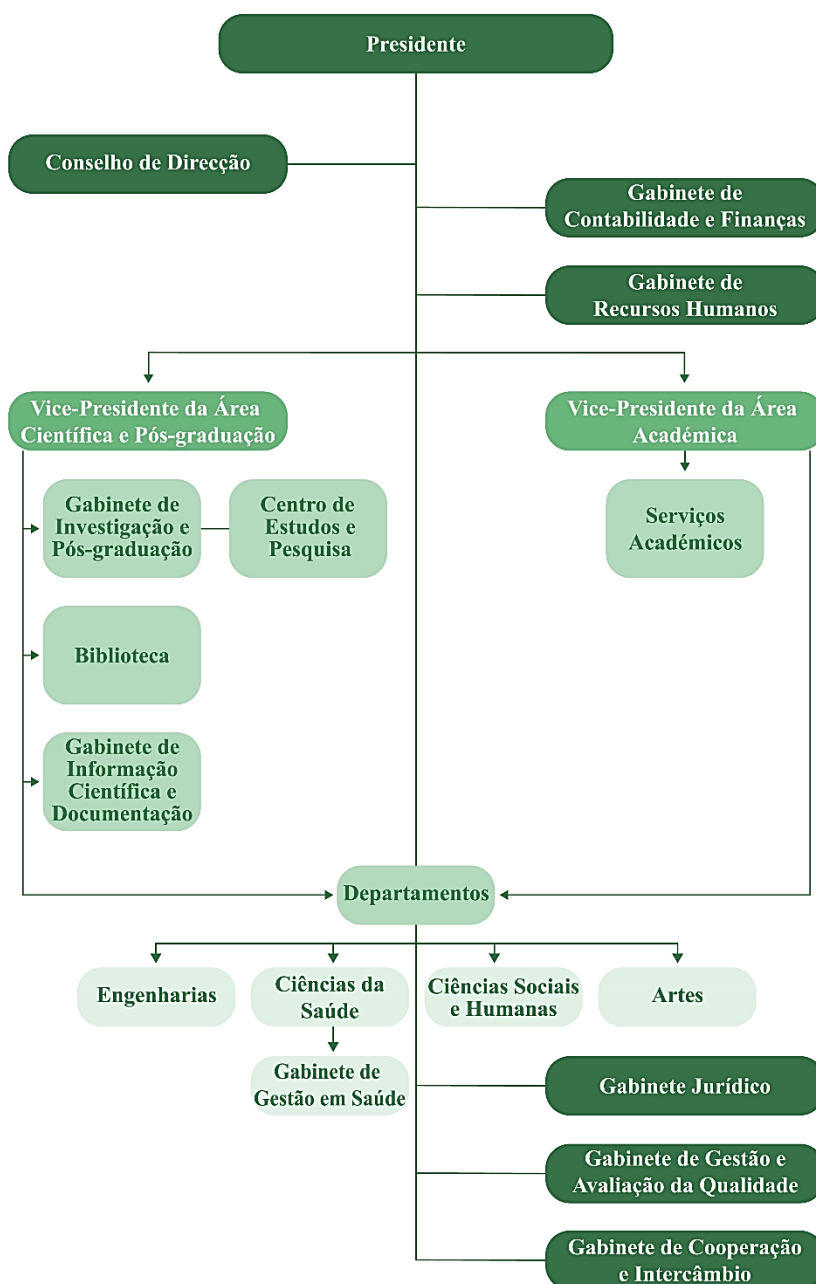 Presidente
Conselho de Direcção
Gabinete de
Contabilidade e Finanças
Gabinete de
Recursos Humanos
Vice-Presidente da Área
Científica e Pós-graduação
Vice-Presidente da Área
Académica
Gabinete de
Investigação e
Pós-graduação
Centro de
Estudos e
Pesquisa
Serviços
Académicos
Biblioteca
Gabinete de
Informação
Científica e
Documentação
Departamentos
Engenharias
Ciências da
Saúde
Ciências Sociais
e Humanas
Artes
Gabinete de
Gestão em Saúde
Gabinete Jurídico
Gabinete de Gestão e
Avaliação da Qualidade
Gabinete de Cooperação
e Intercâmbio